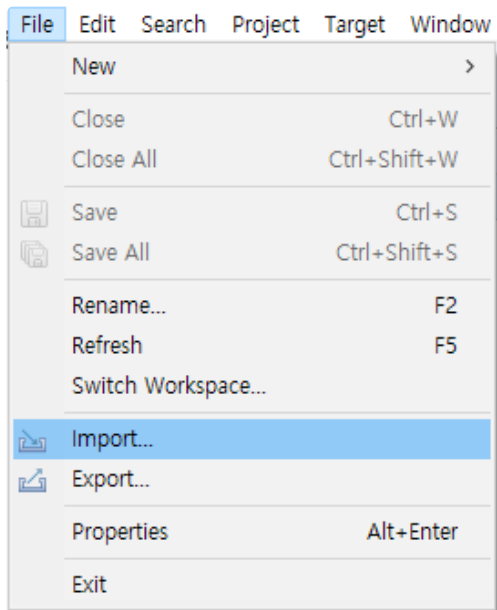 File Edit Search Project Target Window
New >
Close Ctrl+W
Close All Ctrl+Shift+W
Save Ctrl+S
Save All Ctrl+Shift+S
Rename... F2
Refresh F5
Switch Workspace...
Import...
Export...
Properties Alt+Enter
Exit